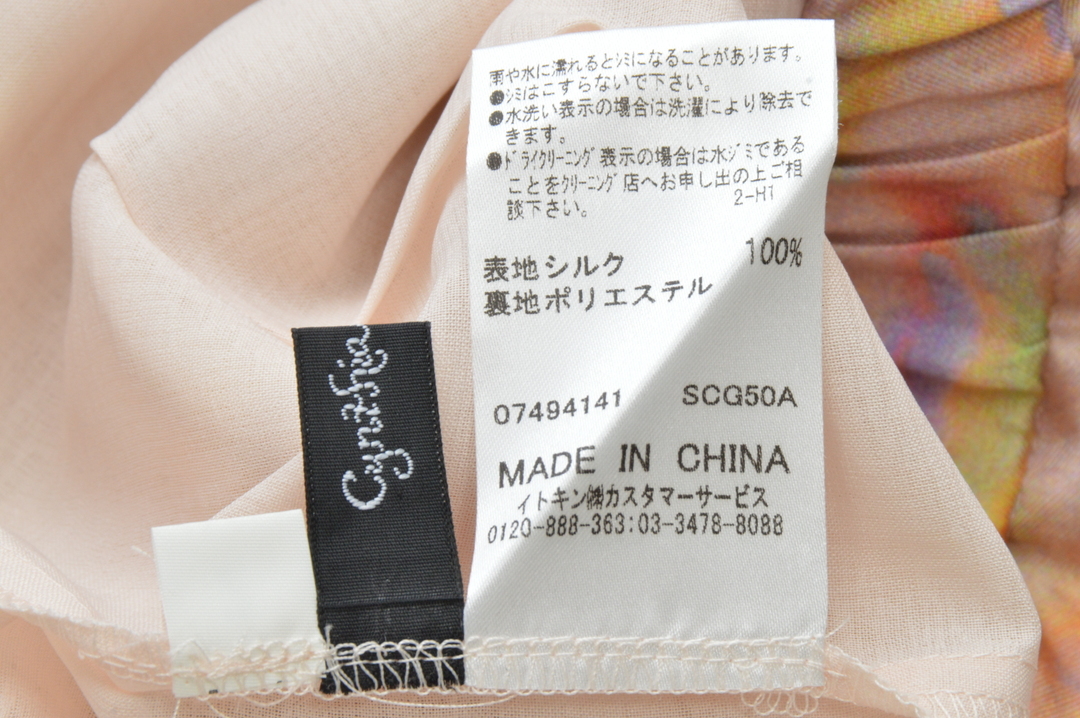 雨や水に濡れるとシミになることがあります。
●シミはこすらないで下さい。
●水洗い表示の場合は洗濯により除去で
きます。
●ドライクリーニング表示の場合は水ジミである
ことをクリーニング店へお申し出の上ご相
談下さい。
2-H1
表地シルク 100%
裏地ポリエステル
07494141 SCG50A
MADE IN CHINA
イトキン㈱カスタマーサービス
0120-888-363:03-3478-8088
Cynthia